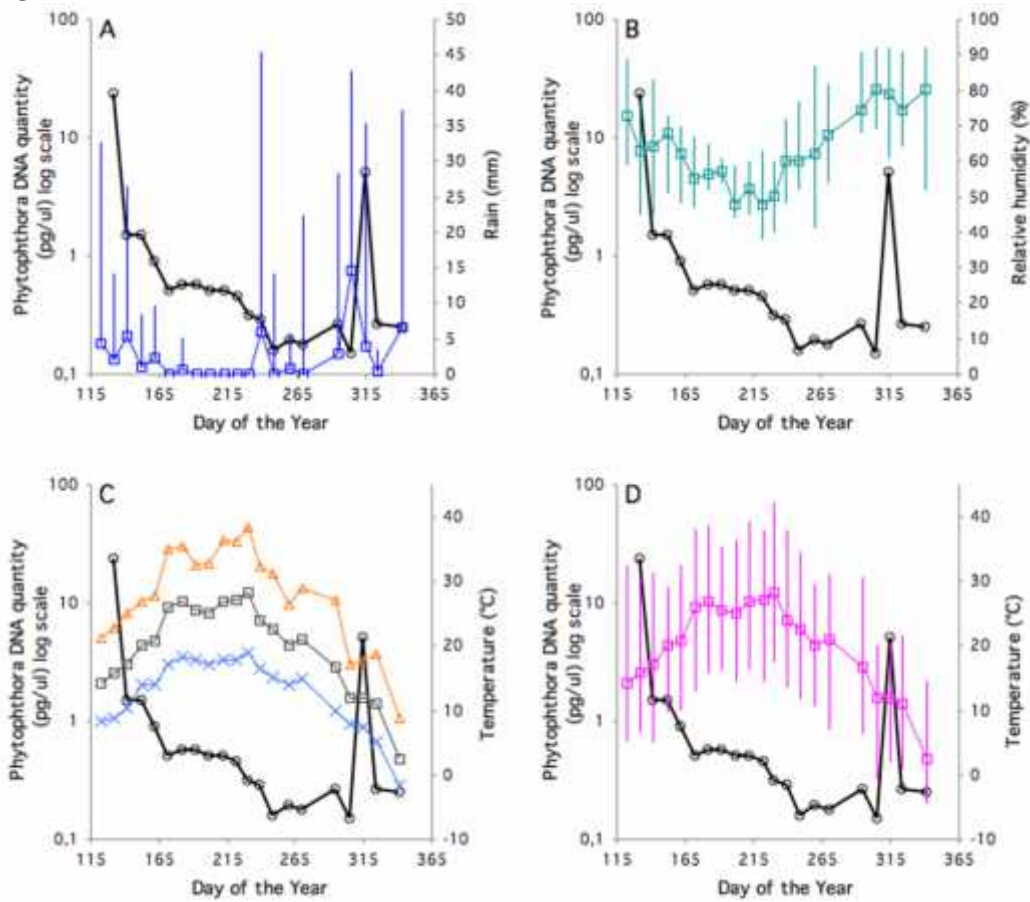 A
Phytophthora DNA quantity
(pg/ul) log scale
100
10
1
0,1
50
45
40
35
30
25
20
15
10
5
0
Rain (mm)
115 165 215 265 315 365
Day of the Year
B
Phytophthora DNA quantity
(pg/ul) log scale
100
10
1
0,1
100
90
80
70
60
50
40
30
20
10
0
Relative humidity (%)
115 165 215 265 315 365
Day of the Year
C
Phytophthora DNA quantity
(pg/ul) log scale
100
10
1
0,1
40
30
20
10
0
-10
Temperature (°C)
115 165 215 265 315 365
Day of the Year
D
Phytophthora DNA quantity
(pg/ul) log scale
100
10
1
0,1
40
30
20
10
0
-10
Temperature (°C)
115 165 215 265 315 365
Day of the Year